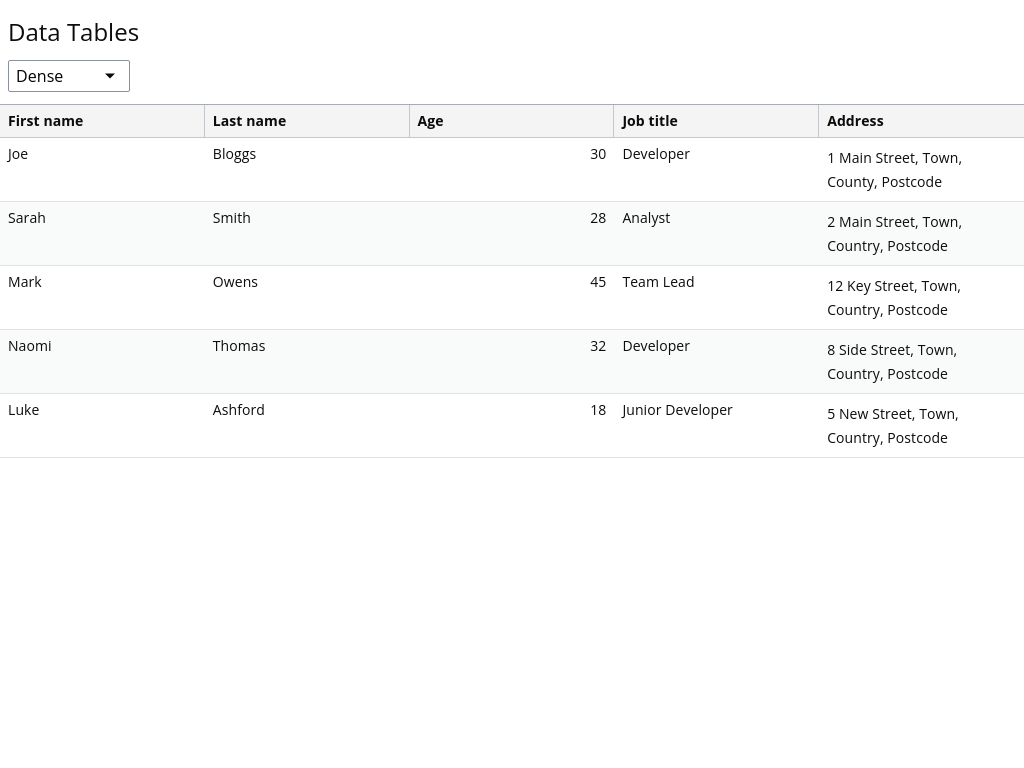 Data Tables
Dense
First name Last name Age Job title Address
Joe Bloggs 30 Developer 1 Main Street, Town,
County, Postcode
Sarah Smith 28 Analyst 2 Main Street, Town,
Country, Postcode
Mark Owens 45 Team Lead 12 Key Street, Town,
Country, Postcode
Naomi Thomas 32 Developer 8 Side Street, Town,
Country, Postcode
Luke Ashford 18 Junior Developer 5 New Street, Town,
Country, Postcode